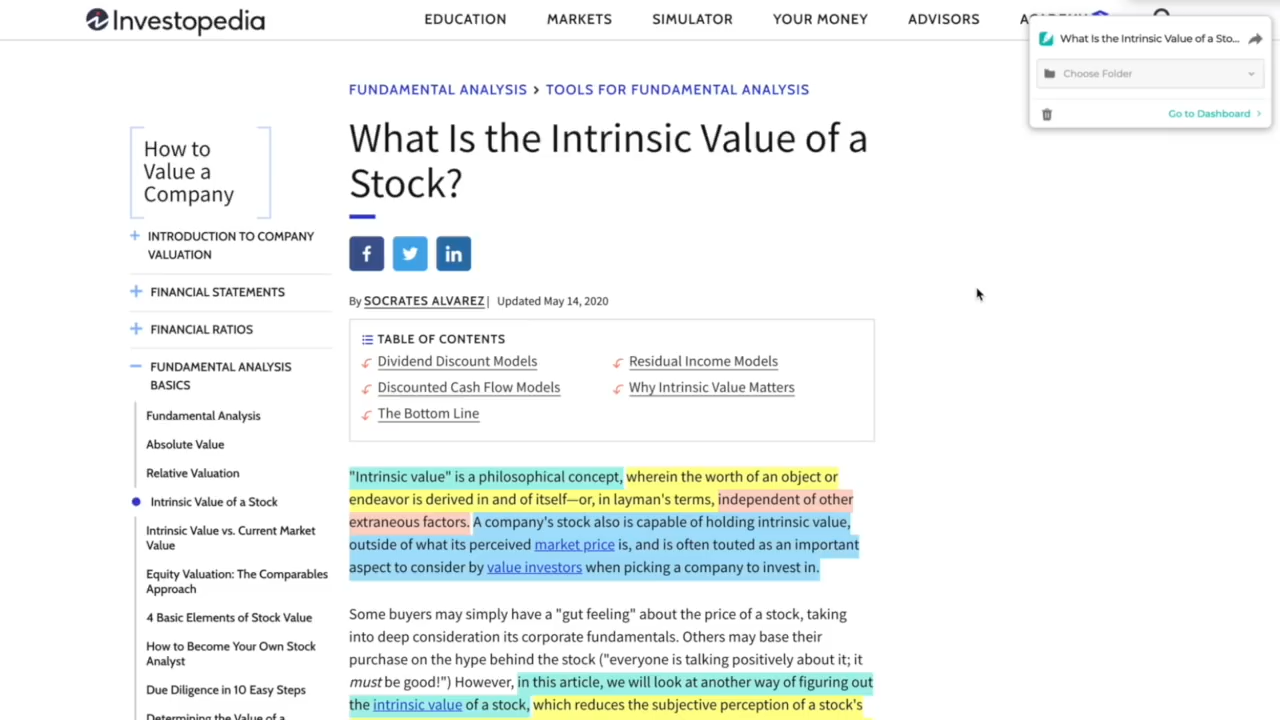 Investopedia
EDUCATION
MARKETS
SIMULATOR
YOUR MONEY
ADVISORS
What Is the Intrinsic Value of a Sto...
Choose Folder
Go to Dashboard
FUNDAMENTAL ANALYSIS > TOOLS FOR FUNDAMENTAL ANALYSIS
How to
Value a
Company
INTRODUCTION TO COMPANY
VALUATION
FINANCIAL STATEMENTS
FINANCIAL RATIOS
FUNDAMENTAL ANALYSIS
BASICS
Fundamental Analysis
Absolute Value
Relative Valuation
Intrinsic Value of a Stock
Intrinsic Value vs. Current Market
Value
Equity Valuation: The Comparables
Approach
4 Basic Elements of Stock Value
How to Become Your Own Stock
Analyst
Due Diligence in 10 Easy Steps
Determining the Value of a
What Is the Intrinsic Value of a
Stock?
f
in
By SOCRATES ALVAREZ | Updated May 14, 2020
TABLE OF CONTENTS
Dividend Discount Models
Residual Income Models
Discounted Cash Flow Models
Why Intrinsic Value Matters
The Bottom Line
"Intrinsic value" is a philosophical concept, wherein the worth of an object or
endeavor is derived in and of itself—or, in layman's terms, independent of other
extraneous factors. A company's stock also is capable of holding intrinsic value,
outside of what its perceived market price is, and is often touted as an important
aspect to consider by value investors when picking a company to invest in.
Some buyers may simply have a "gut feeling" about the price of a stock, taking
into deep consideration its corporate fundamentals. Others may base their
purchase on the hype behind the stock ("everyone is talking positively about it; it
must be good!") However, in this article, we will look at another way of figuring out
the intrinsic value of a stock, which reduces the subjective perception of a stock's